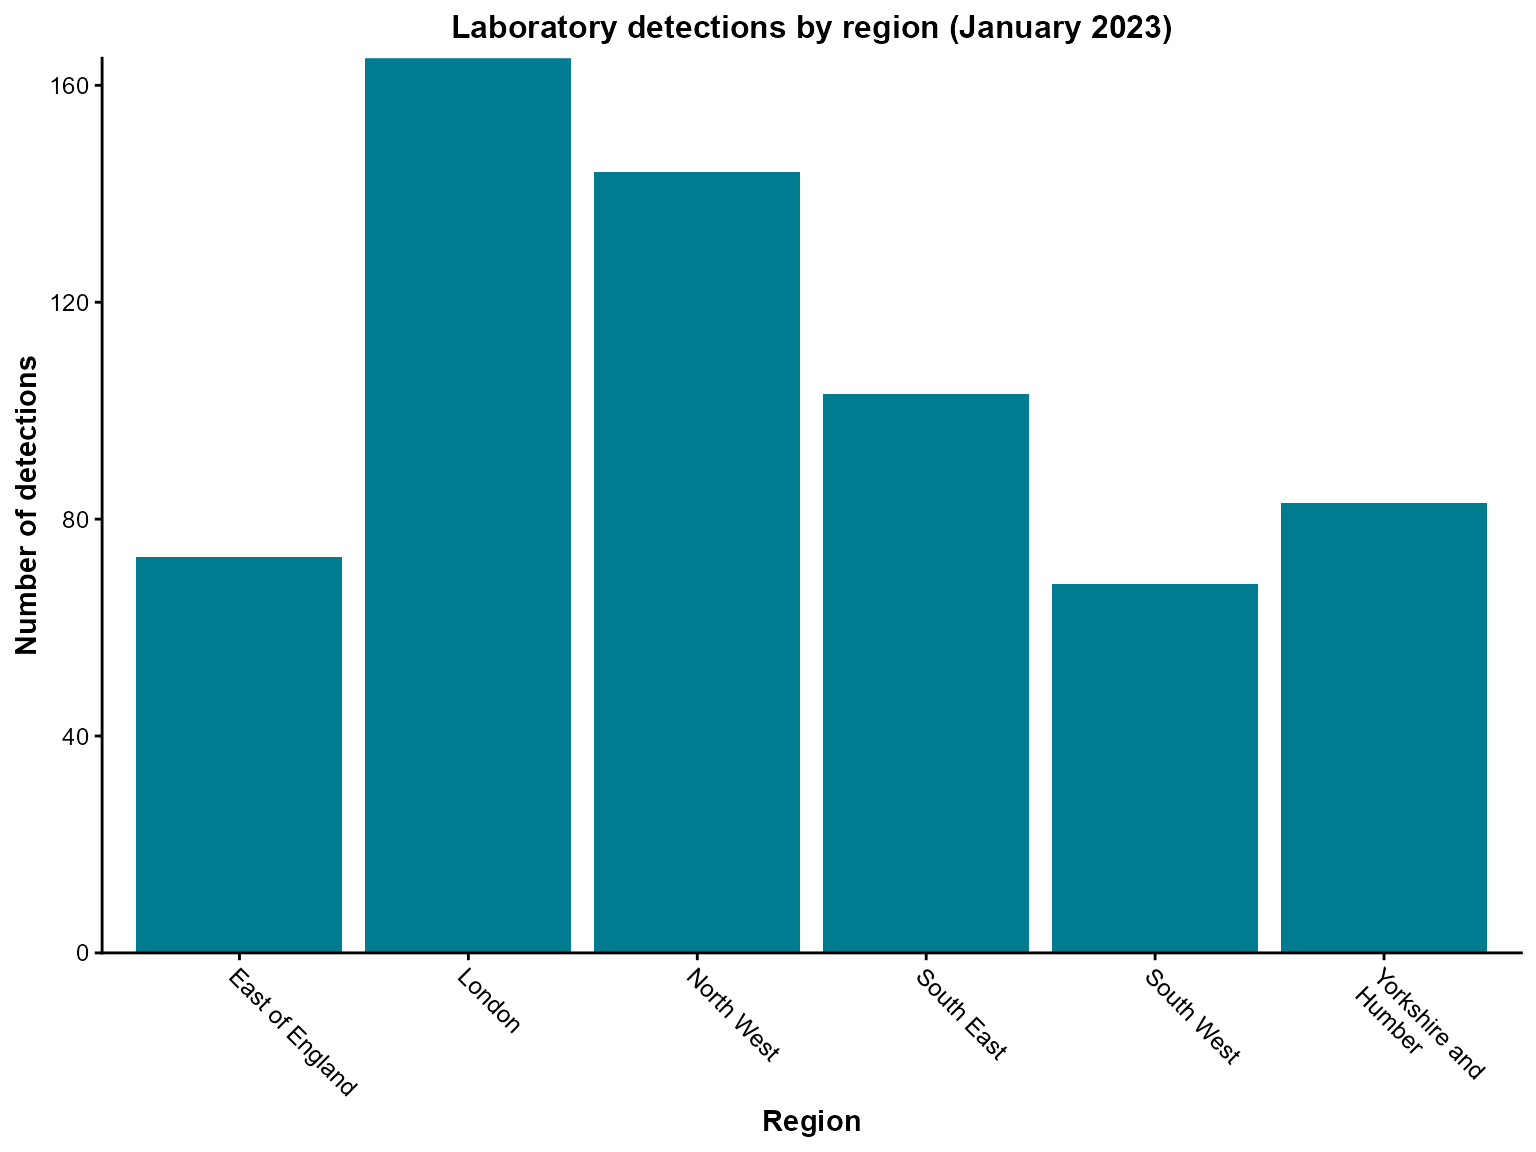 Laboratory detections by region (January 2023)
Number of detections
160
120
80
40
0
East of England
London
North West
South East
South West
Yorkshire and
Humber
Region